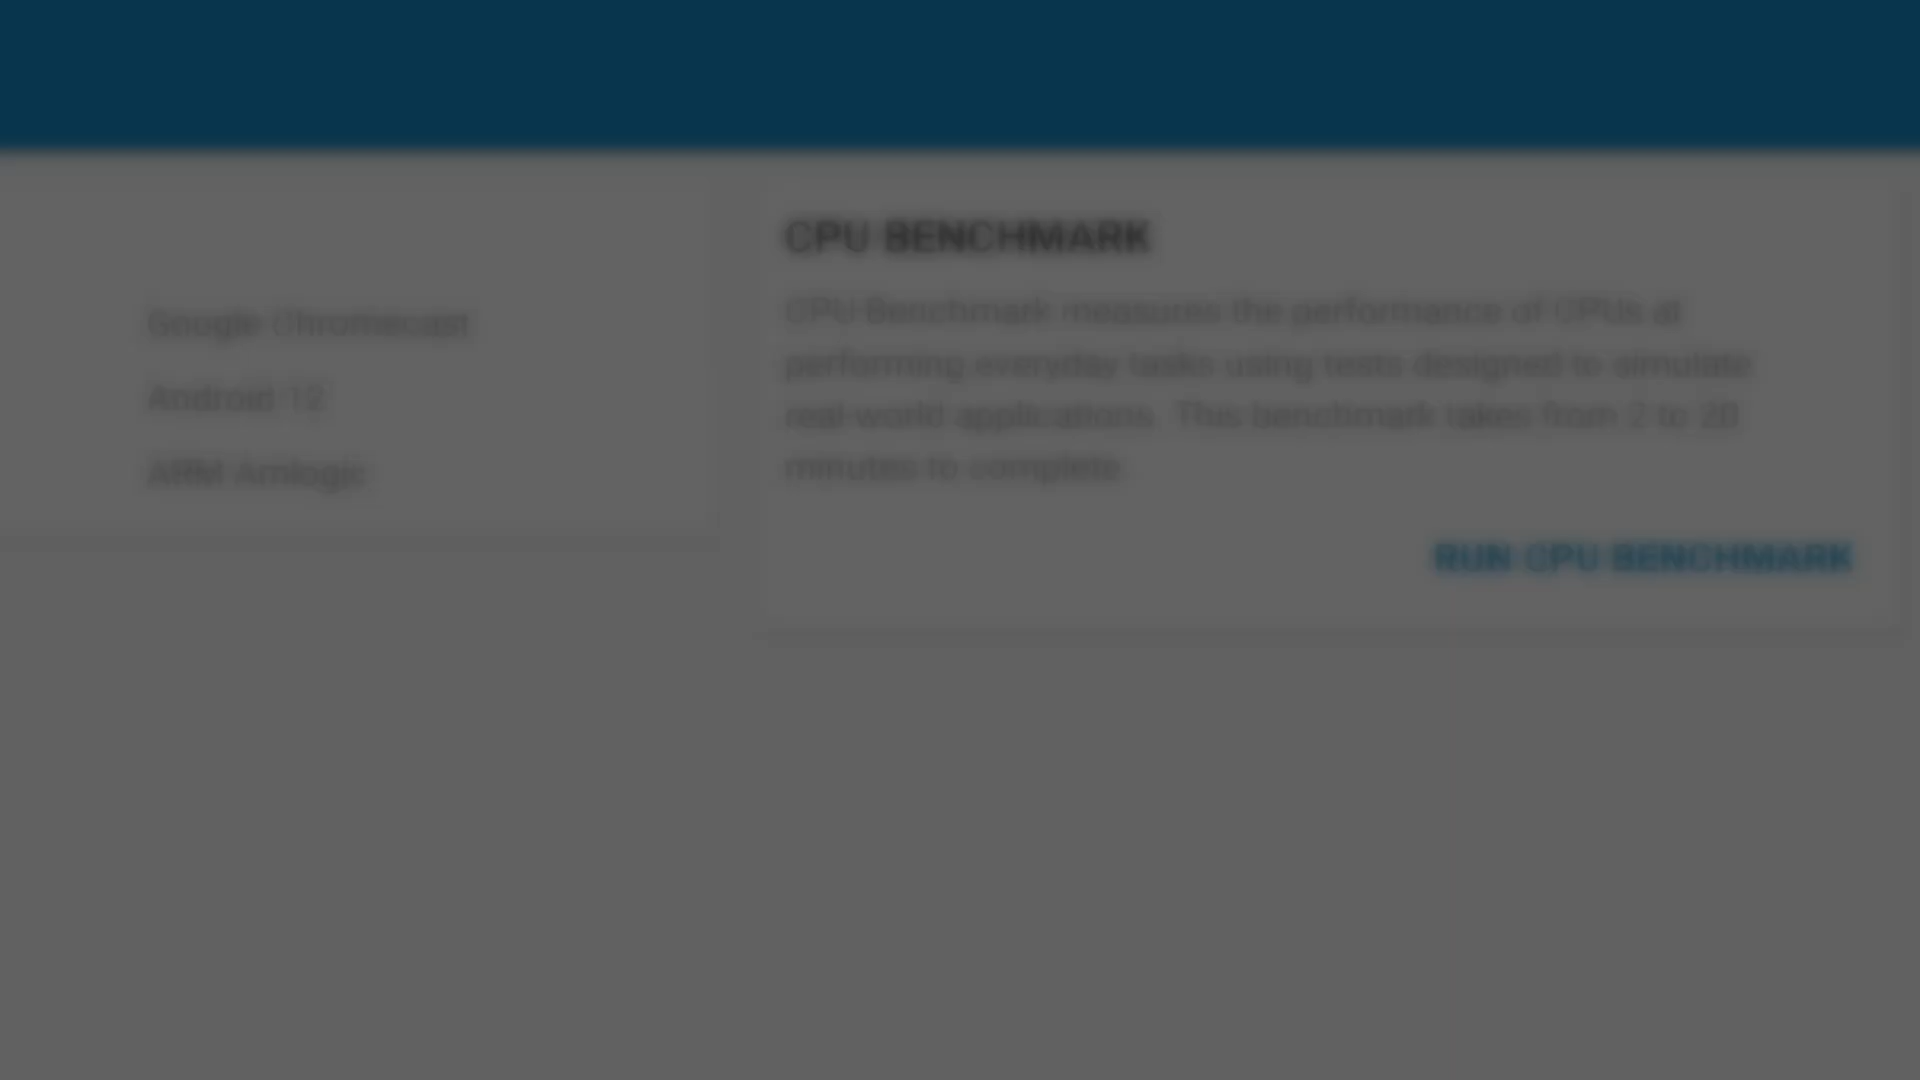 Google Chromecast
Android 12
ARM Amlogic
CPU BENCHMARK
CPU Benchmark measures the performance of CPUs at
performing everyday tasks using tests designed to simulate
real-world applications. This benchmark takes from 2 to 20
minutes to complete.
RUN CPU BENCHMARK